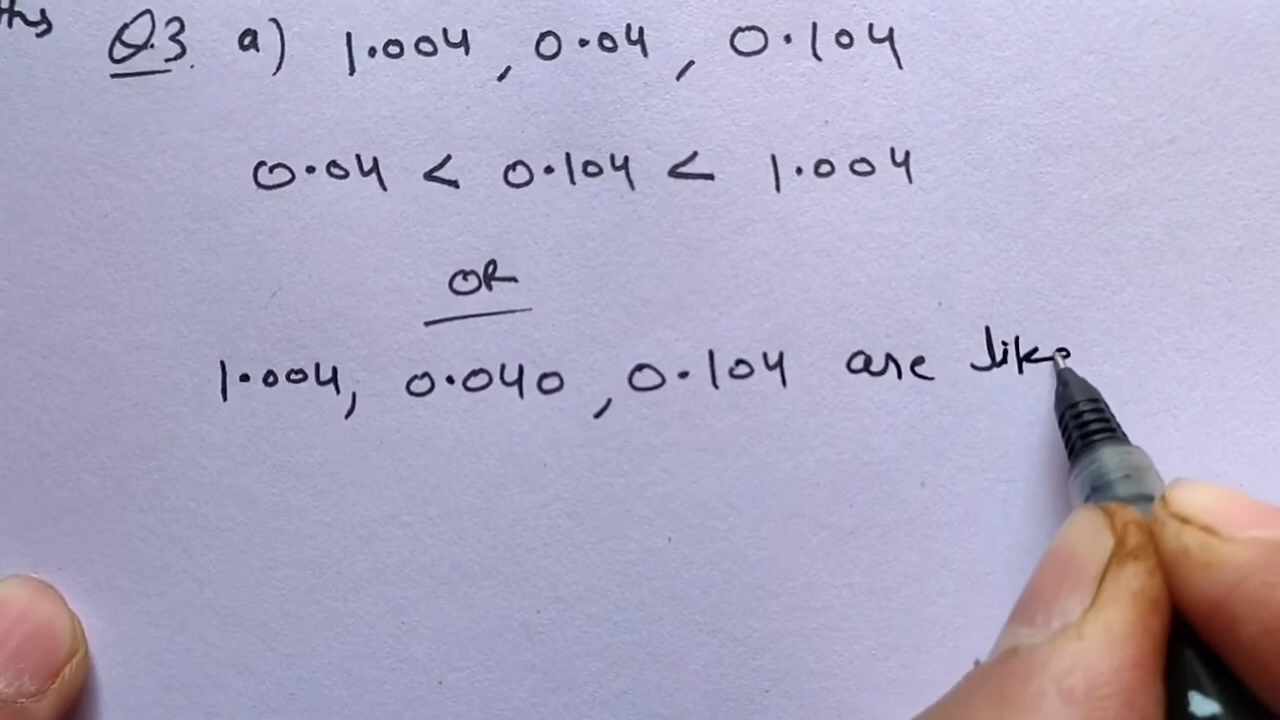 Q.3. a) 1.004, 0.04, 0.104
0.04 < 0.104 < 1.004
OR
1.004, 0.040, 0.104 are like